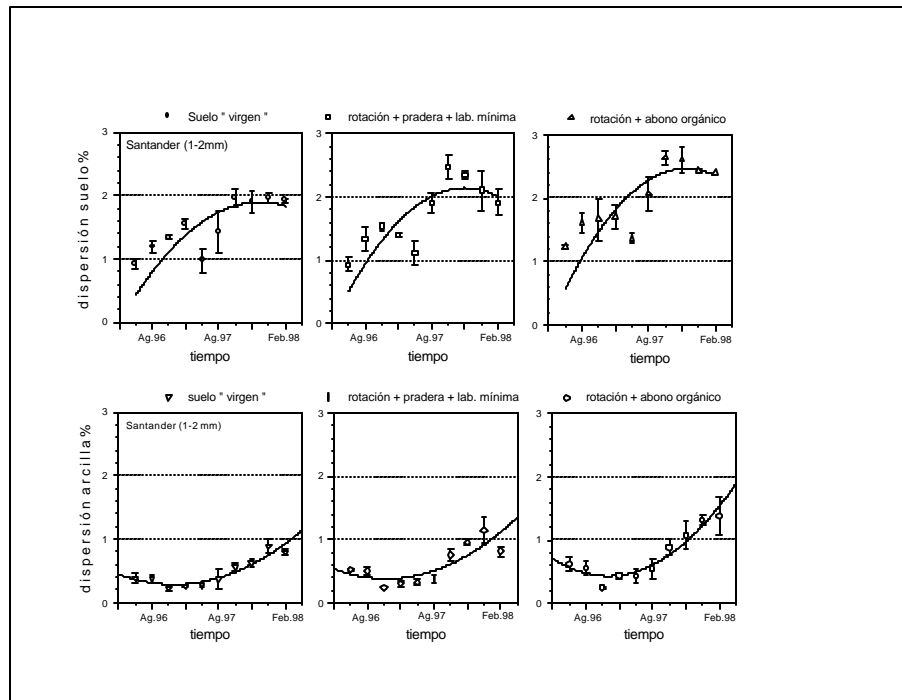 Suelo " virgen "
rotación + pradera + lab. mínima
rotación + abono orgánico
dispersión suelo %
Santander (1-2mm)
3
2
1
0
Ag.96
Ag.97
Feb.98
tiempo
3
2
1
0
Ag.96
Ag.97
Feb.98
tiempo
3
2
1
0
Ag.96
Ag.97
Feb.98
tiempo
suelo " virgen "
rotación + pradera + lab. mínima
rotación + abono orgánico
dispersión arcilla %
Santander (1-2 mm)
3
2
1
0
Ag.96
Ag.97
Feb.98
tiempo
3
2
1
0
Ag.96
Ag.97
Feb.98
tiempo
3
2
1
0
Ag.96
Ag.97
Feb.98
tiempo